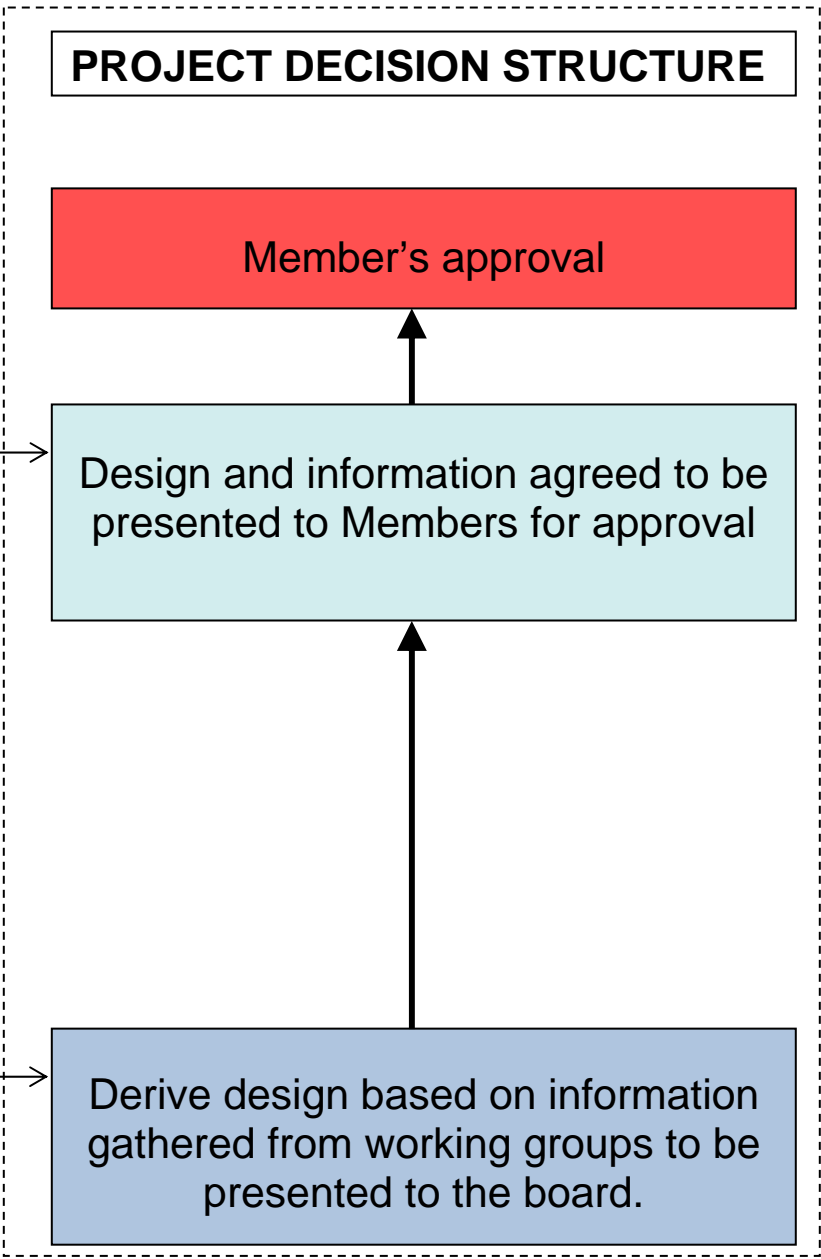 PROJECT DECISION STRUCTURE
Member’s approval
Design and information agreed to be
presented to Members for approval
Derive design based on information
gathered from working groups to be
presented to the board.